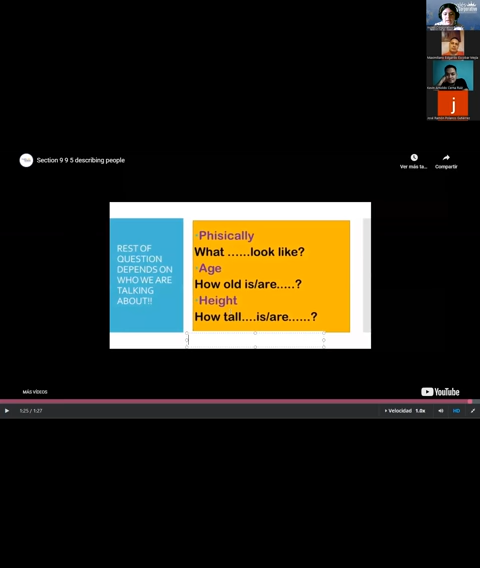 Section 9 9 5 describing people
Ver más ta...
Compartir
REST OF
QUESTION
DEPENDS ON
WHO WE ARE
TALKING
ABOUT!!
Phisically
What ......look like?
Age
How old is/are.....?
Height
How tall....is/are......?
MÁS VÍDEOS
YouTube
1:25 / 1:27
Velocidad 1.0x
HD
j